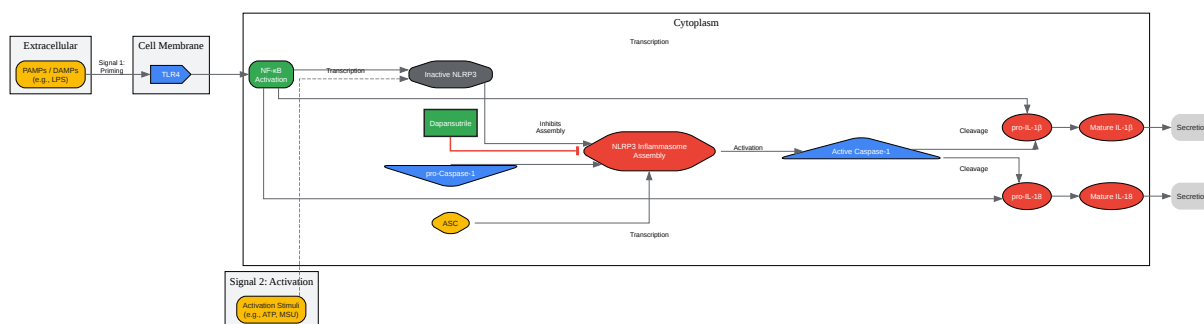 Cytoplasm
Extracellular
PAMPs / DAMPs
(e.g., LPS)
Signal 1:
Priming
Cell Membrane
TLR4
NF-κB
Activation
Transcription
Transcription
Inactive NLRP3
Dapansutrile
Inhibits
Assembly
NLRP3 Inflammasome
Assembly
pro-Caspase-1
ASC
Transcription
Activation
Active Caspase-1
Cleavage
Cleavage
pro-IL-1β
Mature IL-1β
Secretio
pro-IL-18
Mature IL-18
Secretio
Signal 2: Activation
Activation Stimuli
(e.g., ATP, MSU)